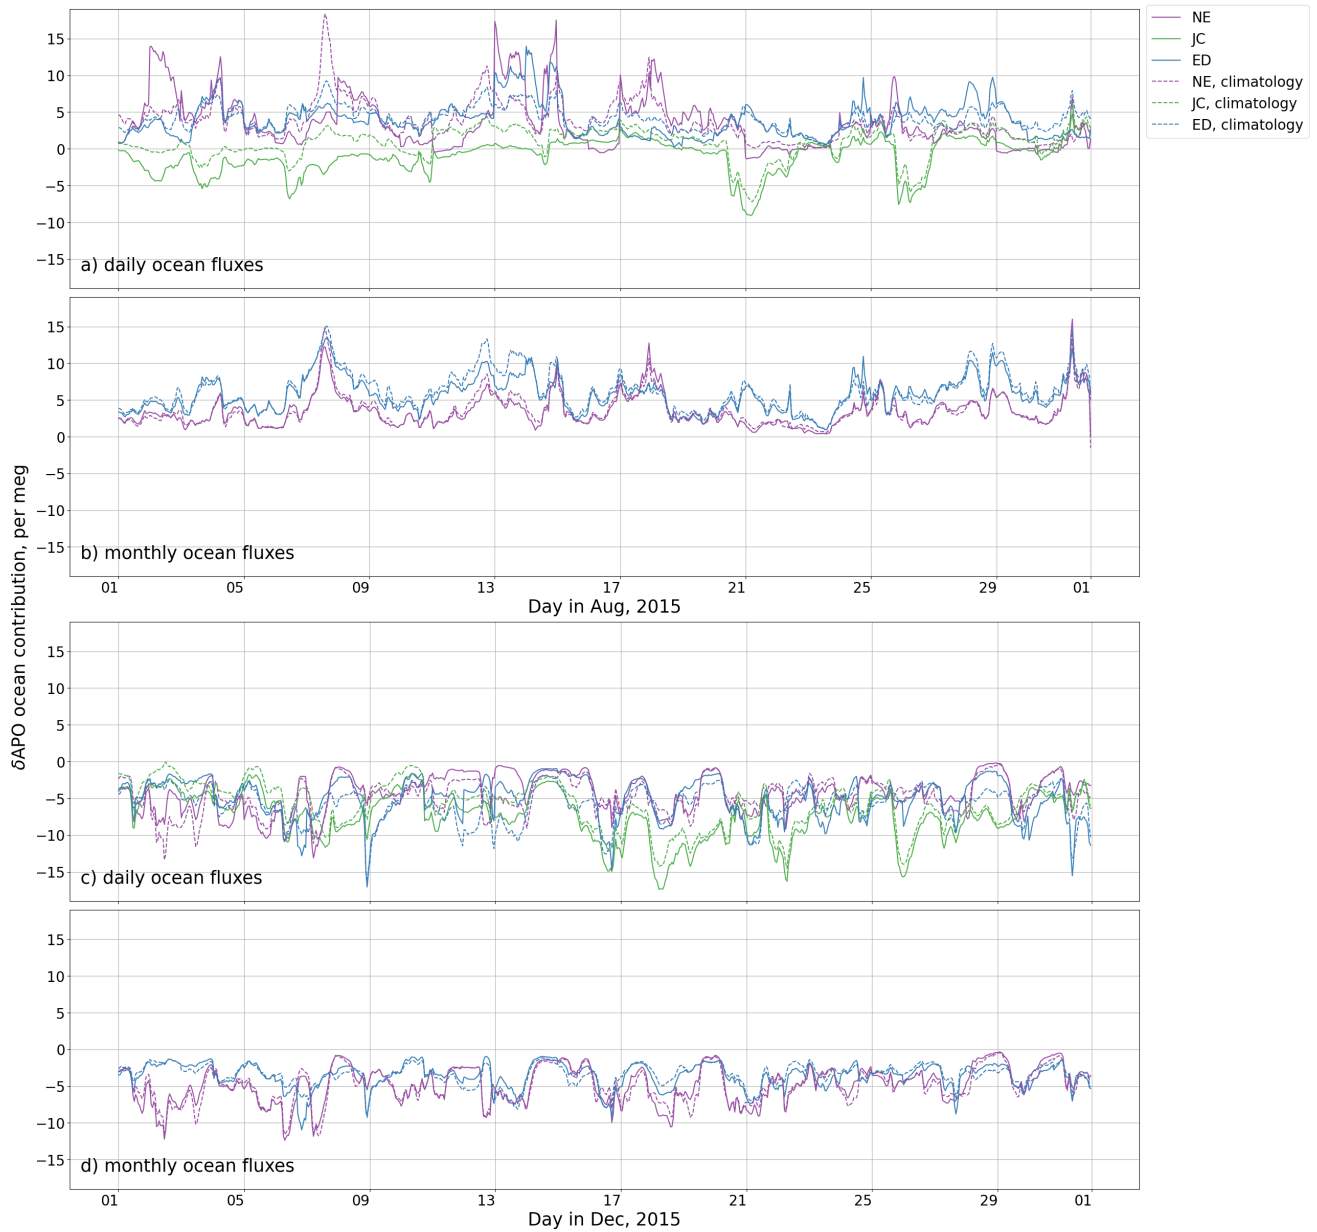 15
10
5
0
−5
−10
−15
a) daily ocean fluxes
NE
JC
ED
NE, climatology
JC, climatology
ED, climatology
15
10
5
0
−5
−10
−15
b) monthly ocean fluxes
01 05 09 13 17 21 25 29 01
Day in Aug, 2015
δAPO ocean contribution, per meg
15
10
5
0
−5
−10
−15
c) daily ocean fluxes
15
10
5
0
−5
−10
−15
d) monthly ocean fluxes
01 05 09 13 17 21 25 29 01
Day in Dec, 2015